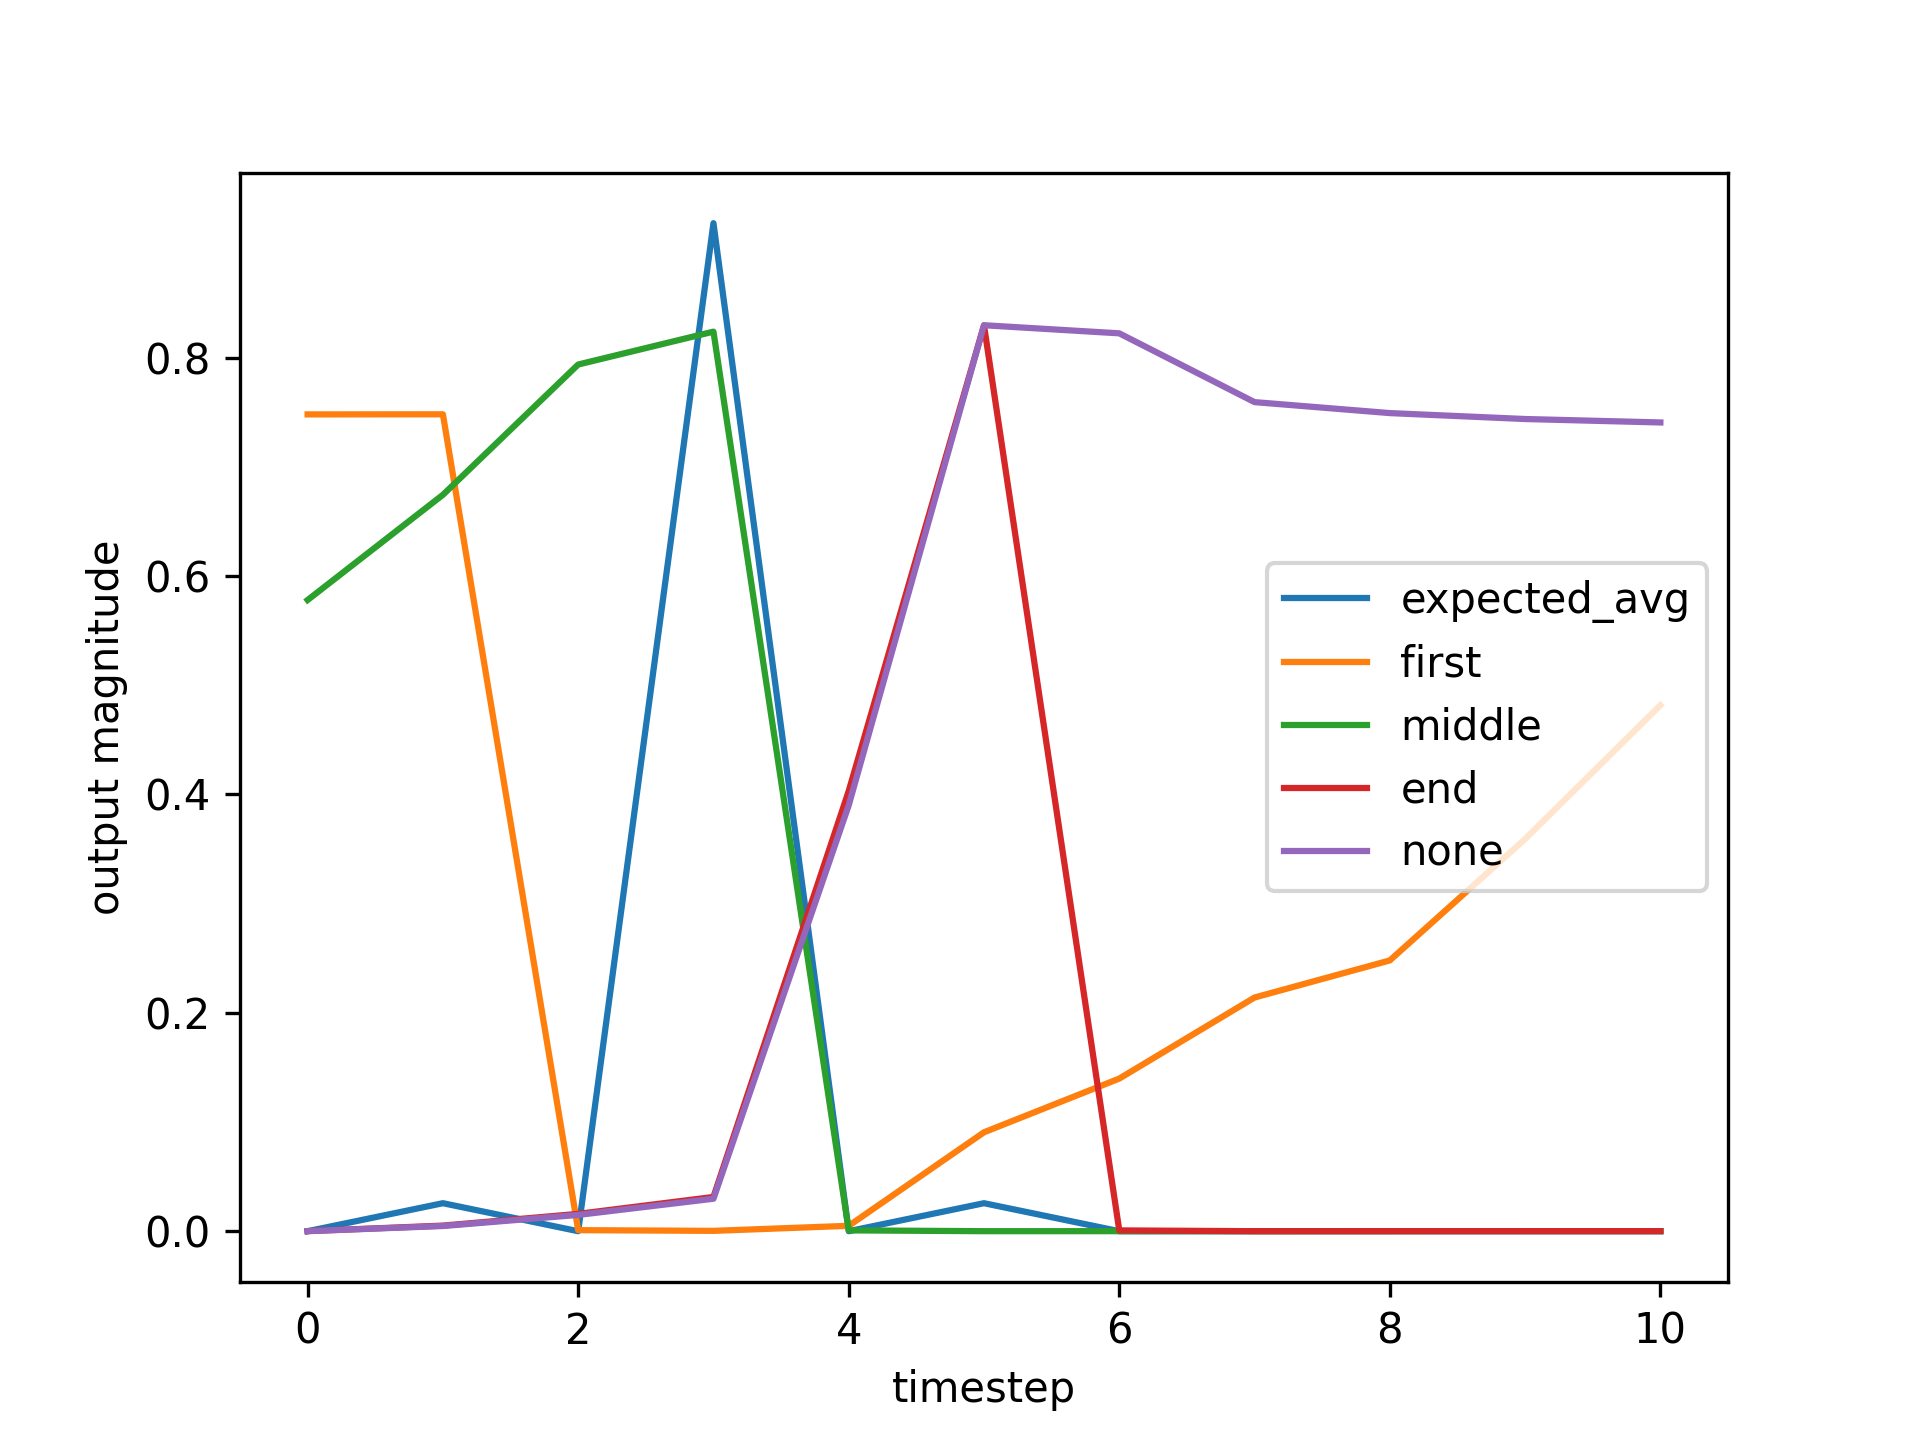 output magnitude
0.8
0.6
0.4
0.2
0.0
0 2 4 6 8 10
timestep
expected_avg
first
middle
end
none